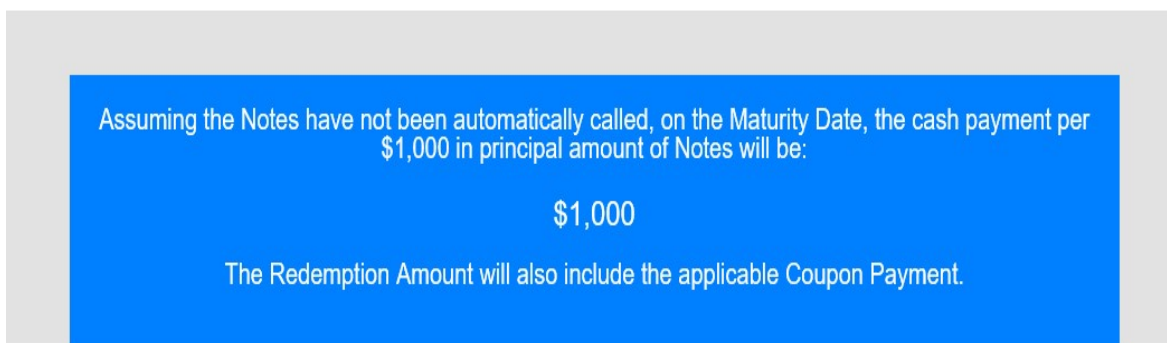 Assuming the Notes have not been automatically called, on the Maturity Date, the cash payment per
$1,000 in principal amount of Notes will be:
$1,000
The Redemption Amount will also include the applicable Coupon Payment.